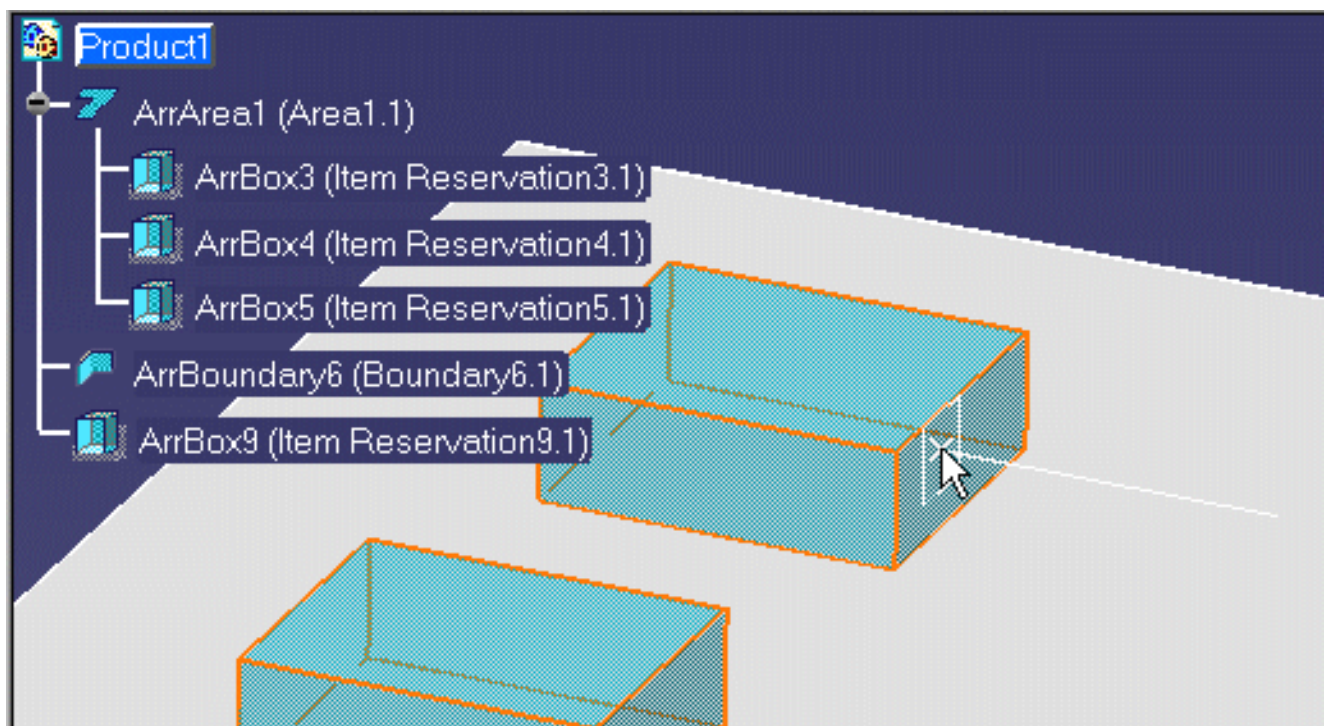 Product1
ArrArea1 (Area1.1)
ArrBox3 (Item Reservation3.1)
ArrBox4 (Item Reservation4.1)
ArrBox5 (Item Reservation5.1)
ArrBoundary6 (Boundary6.1)
ArrBox9 (Item Reservation9.1)